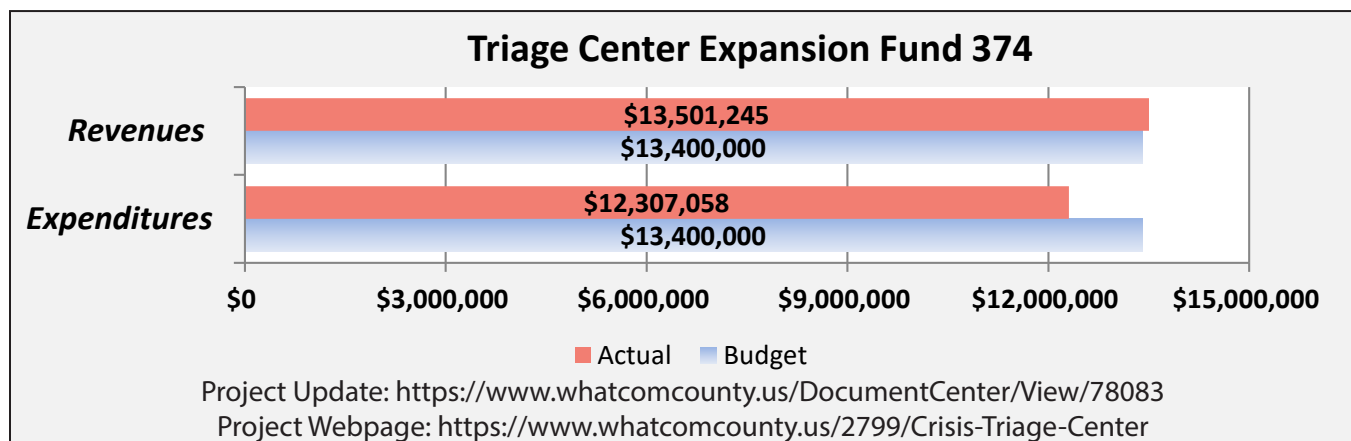 Triage Center Expansion Fund 374
Revenues
$13,501,245
$13,400,000
Expenditures
$12,307,058
$13,400,000
$0 $3,000,000 $6,000,000 $9,000,000 $12,000,000 $15,000,000
Actual Budget
Project Update: https://www.whatcomcounty.us/DocumentCenter/View/78083
Project Webpage: https://www.whatcomcounty.us/2799/Crisis-Triage-Center